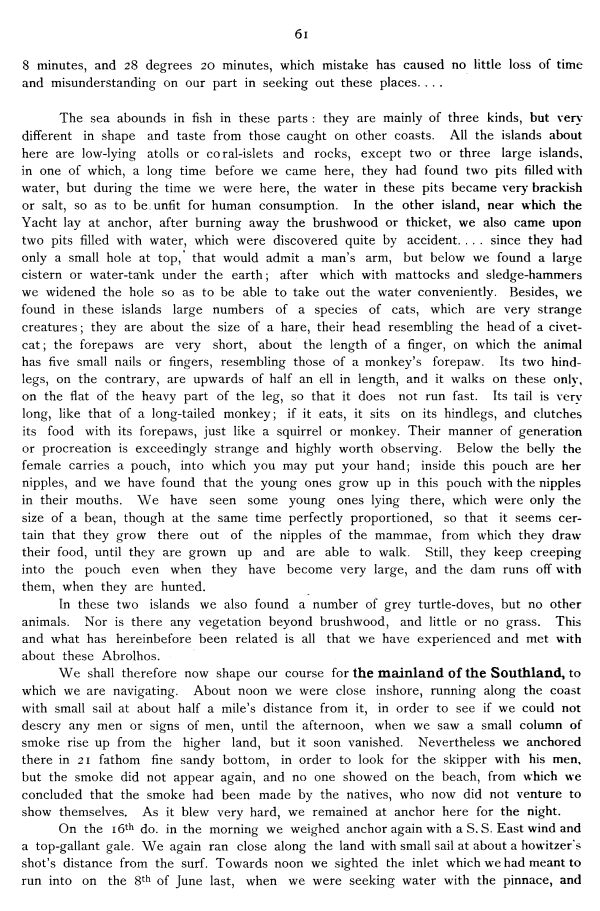 61
8 minutes, and 28 degrees 20 minutes, which mistake has caused no little loss of time
and misunderstanding on our part in seeking out these places. . . .
The sea abounds in fish in these parts : they are mainly of three kinds, but very
different in shape and taste from those caught on other coasts. All the islands about
here are low-lying atolls or coral-islets and rocks, except two or three large islands,
in one of which, a long time before we came here, they had found two pits filled with
water, but during the time we were here, the water in these pits became very brackish
or salt, so as to be unfit for human consumption. In the other island, near which the
Yacht lay at anchor, after burning away the brushwood or thicket, we also came upon
two pits filled with water, which were discovered quite by accident. . . . since they had
only a small hole at top, that would admit a man's arm, but below we found a large
cistern or water-tank under the earth; after which with mattocks and sledge-hammers
we widened the hole so as to be able to take out the water conveniently. Besides, we
found in these islands large numbers of a species of cats, which are very strange
creatures; they are about the size of a hare, their head resembling the head of a civet-
cat; the forepaws are very short, about the length of a finger, on which the animal
has five small nails or fingers, resembling those of a monkey's forepaw. Its two hind-
legs, on the contrary, are upwards of half an ell in length, and it walks on these only,
on the flat of the heavy part of the leg, so that it does not run fast. Its tail is very
long, like that of a long-tailed monkey; if it eats, it sits on its hindlegs, and clutches
its food with its forepaws, just like a squirrel or monkey. Their manner of generation
or procreation is exceedingly strange and highly worth observing. Below the belly the
female carries a pouch, into which you may put your hand; inside this pouch are her
nipples, and we have found that the young ones grow up in this pouch with the nipples
in their mouths. We have seen some young ones lying there, which were only the
size of a bean, though at the same time perfectly proportioned, so that it seems cer-
tain that they grow there out of the nipples of the mammae, from which they draw
their food, until they are grown up and are able to walk. Still, they keep creeping
into the pouch even when they have become very large, and the dam runs off with
them, when they are hunted.
In these two islands we also found a number of grey turtle-doves, but no other
animals. Nor is there any vegetation beyond brushwood, and little or no grass. This
and what has hereinbefore been related is all that we have experienced and met with
about these Abrolhos.
We shall therefore now shape our course for the mainland of the Southland, to
which we are navigating. About noon we were close inshore, running along the coast
with small sail at about half a mile's distance from it, in order to see if we could not
descry any men or signs of men, until the afternoon, when we saw a small column of
smoke rise up from the higher land, but it soon vanished. Nevertheless we anchored
there in 21 fathom fine sandy bottom, in order to look for the skipper with his men,
but the smoke did not appear again, and no one showed on the beach, from which we
concluded that the smoke had been made by the natives, who now did not venture to
show themselves. As it blew very hard, we remained at anchor here for the night.
On the 16th do. in the morning we weighed anchor again with a S. S. East wind and
a top-gallant gale. We again ran close along the land with small sail at about a howitzer's
shot's distance from the surf. Towards noon we sighted the inlet which we had meant to
run into on the 8th of June last, when we were seeking water with the pinnace, and